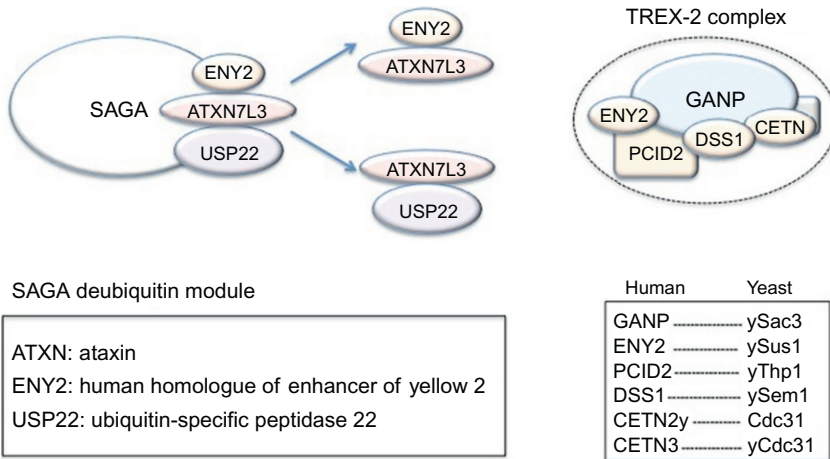 ENY2
ATXN7L3
SAGA
ENY2
ATXN7L3
USP22
ATXN7L3
USP22
TREX-2 complex
GANP
ENY2
CETN
DSS1
PCID2
SAGA deubiquitin module
ATXN: ataxin
ENY2: human homologue of enhancer of yellow 2
USP22: ubiquitin-specific peptidase 22
Human Yeast
GANP ySac3
ENY2 ySus1
PCID2 yThp1
DSS1 ySem1
CETN2y Cdc31
CETN3 yCdc31